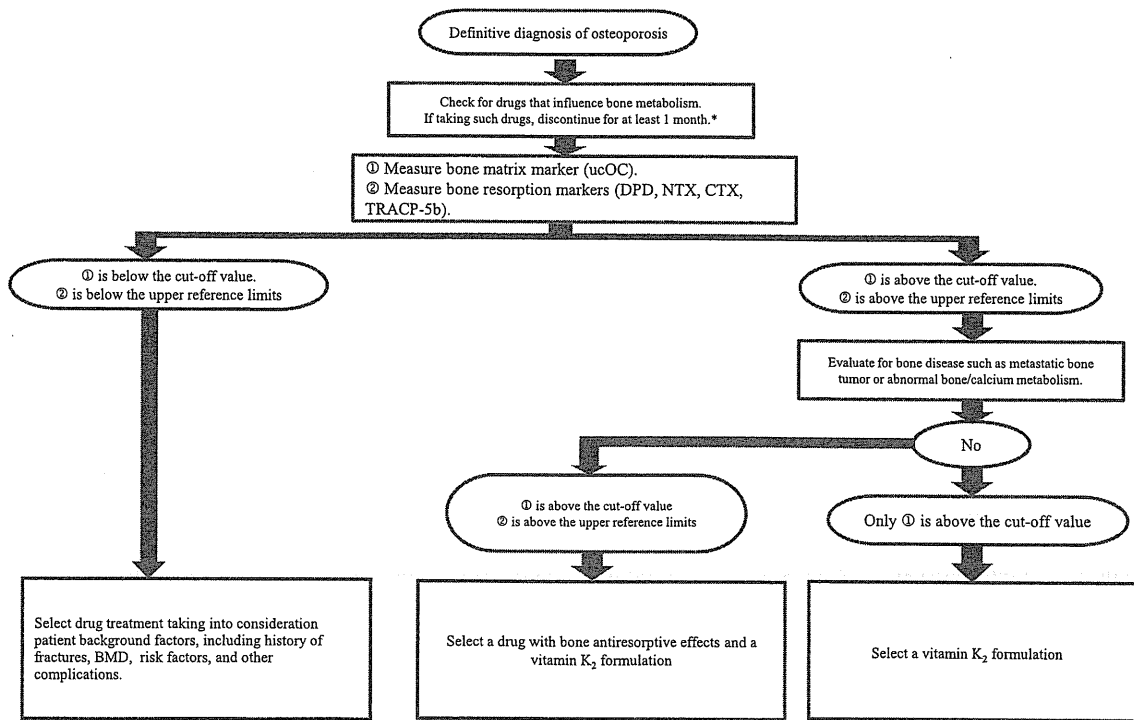 Definitive diagnosis of osteoporosis
Check for drugs that influence bone metabolism.
If taking such drugs, discontinue for at least 1 month.*
① Measure bone matrix marker (ucOC).
② Measure bone resorption markers (DPD, NTX, CTX,
TRACP-5b).
① is below the cut-off value.
② is below the upper reference limits
① is above the cut-off value.
② is above the upper reference limits
Evaluate for bone disease such as metastatic bone
tumor or abnormal bone/calcium metabolism.
No
① is above the cut-off value
② is above the upper reference limits
Only ① is above the cut-off value
Select drug treatment taking into consideration
patient background factors, including history of
fractures, BMD, risk factors, and other
complications.
Select a drug with bone antiresorptive effects and a
vitamin K₂ formulation
Select a vitamin K₂ formulation